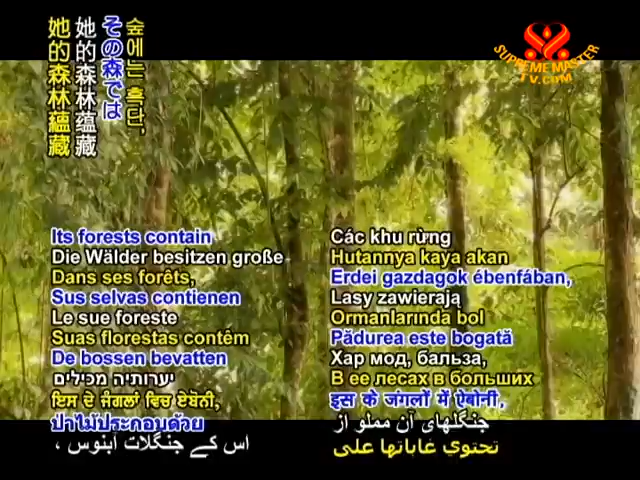 她的森林蘊藏
她的森林蕴藏
その森では
숲에는 흑단,
SUPREME MASTER
TV.COM
Its forests contain
Die Wälder besitzen große
Dans ses forêts,
Sus selvas contienen
Le sue foreste
Suas florestas contêm
De bossen bevatten
יערותיה מכילים
ਇਸ ਦੇ ਜੰਗਲਾਂ ਵਿਚ ਏਬੋਨੀ,
ป่าไม้ประกอบด้วย
اس کے جنگلات آبنوس ،
Các khu rừng
Hutannya kaya akan
Erdei gazdagok ébenfában,
Lasy zawierają
Ormanlarında bol
Pădurea este bogată
Хар мод, бальза,
В ее лесах в больших
इस के जंगलों में ऐबोनी,
جنگلهای آن مملو از
تحتوي غاباتها على